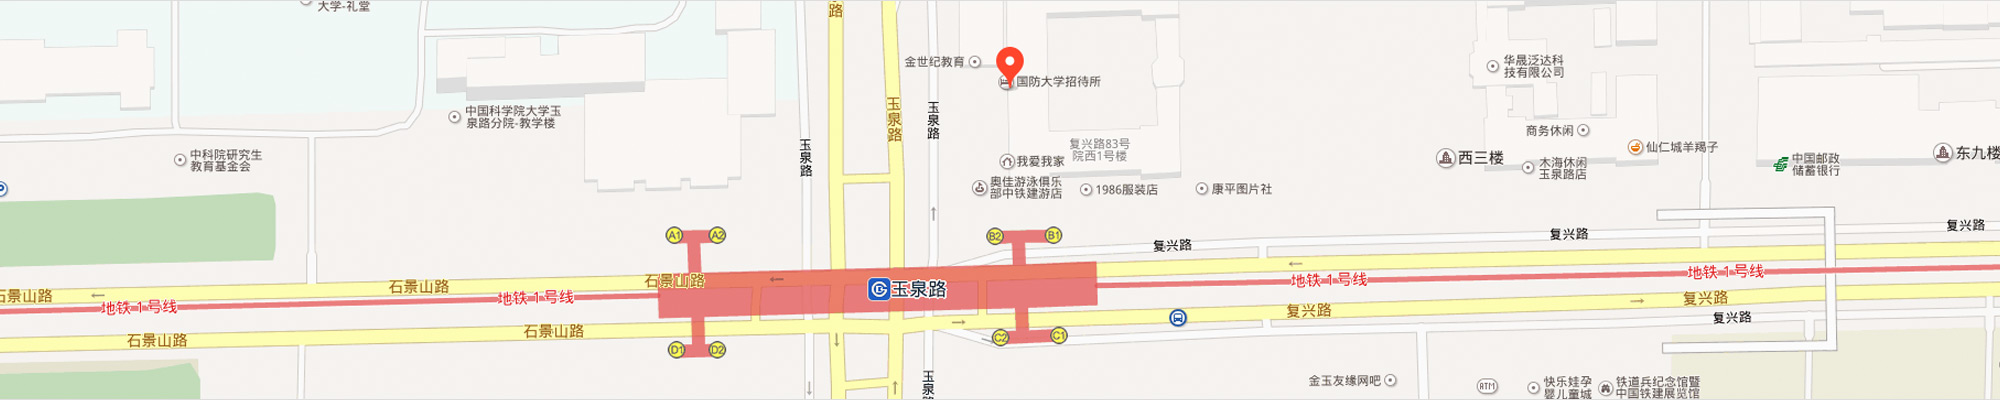 大学-礼堂
路
金世纪教育
国防大学招待所
华晟泛达科
技有限公司
中国科学院大学玉
泉路分院-教学楼
玉泉路
玉泉路
玉泉路
复兴路83号
院西1号楼
商务休闲
仙仁城羊羯子
中科院研究生
教育基金会
我爱我家
西三楼
木海休闲
玉泉路店
中国邮政
储蓄银行
东九楼
奥佳游泳俱乐
部中铁建游店
1986服装店
康平图片社
A1
A2
B2
B1
复兴路
复兴路
复兴路
石景山路
石景山路
石景山路
地铁1号线
地铁1号线
玉泉路
地铁1号线
地铁1号线
复兴路
复兴路
复兴路
石景山路
石景山路
D1
D2
C2
C1
玉泉路
金玉友缘网吧
ATM
快乐娃孕
婴儿童城
铁道兵纪念馆暨
中国铁建展览馆